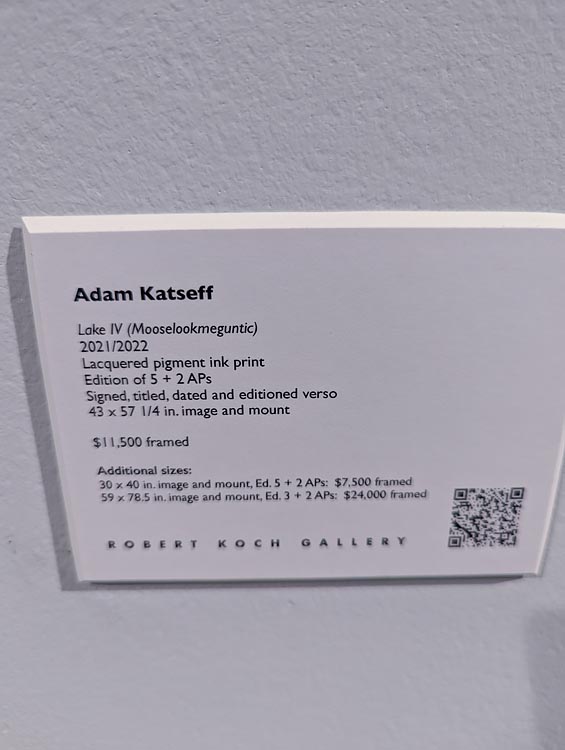 Adam Katseff
Lake IV (Mooselookmeguntic)
2021/2022
Lacquered pigment ink print
Edition of 5 + 2 APs
Signed, titled, dated and editioned verso
43 x 57 1/4 in. image and mount
$11,500 framed
Additional sizes:
30 x 40 in. image and mount, Ed. 5 + 2 APs: $7,500 framed
59 x 78.5 in. image and mount, Ed. 3 + 2 APs: $24,000 framed
ROBERT KOCH GALLERY